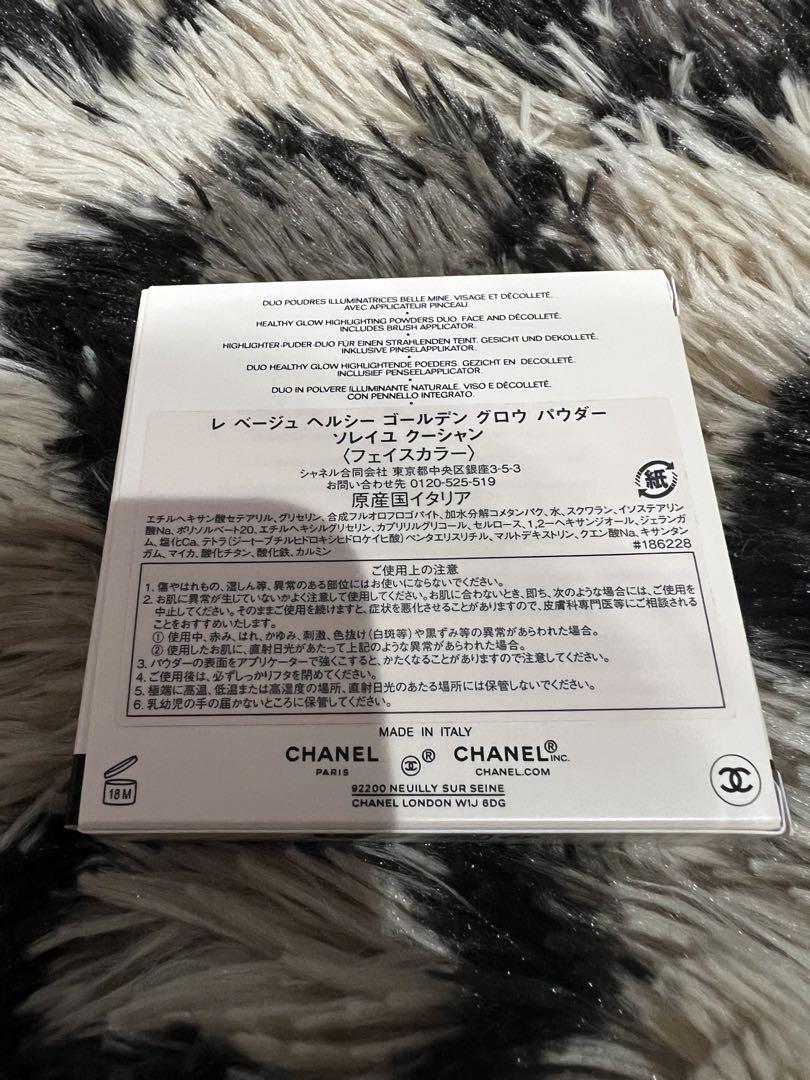 DUO POUDRES ILLUMINATRICES BELLE MINE. VISAGE ET DÉCOLLETÉ.
AVEC APPLICATEUR PINCEAU.
HEALTHY GLOW HIGHLIGHTING POWDERS DUO. FACE AND DÉCOLLETÉ.
INCLUDES BRUSH APPLICATOR.
HIGHLIGHTER-PUDER-DUO FÜR EINEN STRAHLENDEN TEINT. GESICHT UND DEKOLLETÉ.
INKLUSIVE PINSELAPPLIKATOR.
DUO HEALTHY GLOW HIGHLIGHTENDE POEDERS. GEZICHT EN DECOLLETÉ.
INCLUSIEF PENSEELAPPLICATOR.
DUO IN POLVERE ILLUMINANTE NATURALE. VISO E DÉCOLLETÉ.
CON PENNELLO INTEGRATO.
レ ベージュ ヘルシー ゴールデン グロウ パウダー
ソレイユ クーシャン
〈フェイスカラー〉
シャネル合同会社 東京都中央区銀座3-5-3
お問い合わせ先 0120-525-519
原産国イタリア
紙
エチルヘキサン酸セテアリル、グリセリン、合成フルオロフロゴパイト、加水分解コメタンパク、水、スクワラン、イソステアリン
酸Na、ポリソルベート20、エチルヘキシルグリセリン、カプリリルグリコール、セルロース、1,2-ヘキサンジオール、ジェランガ
ム、塩化Ca、テトラ(ジ-t-ブチルヒドロキシヒドロケイヒ酸)ペンタエリスリチル、マルトデキストリン、クエン酸Na、キサンタン
ガム、マイカ、酸化チタン、酸化鉄、カルミン #186228
ご使用上の注意
1. 傷やはれもの、湿しん等、異常のある部位にはお使いにならないでください。
2. お肌に異常が生じていないかよく注意して使用してください。お肌に合わないとき、即ち、次のような場合には、ご使用を
中止してください。そのままご使用を続けますと、症状を悪化させることがありますので、皮膚科専門医等にご相談される
ことをおすすめいたします。
① 使用中、赤み、はれ、かゆみ、刺激、色抜け(白斑等)や黒ずみ等の異常があらわれた場合。
② 使用したお肌に、直射日光があたって上記のような異常があらわれた場合。
3. パウダーの表面をアプリケーターで強くこすると、かたくなることがありますので注意してください。
4. ご使用後は、必ずしっかりフタを閉めてください。
5. 極端に高温、低温または高湿度の場所、直射日光のあたる場所には保管しないでください。
6. 乳幼児の手の届かないところに保管してください。
MADE IN ITALY
CHANEL ® CHANEL® INC.
PARIS CHANEL.COM
18 M
92200 NEUILLY SUR SEINE
CHANEL LONDON W1J 6DG